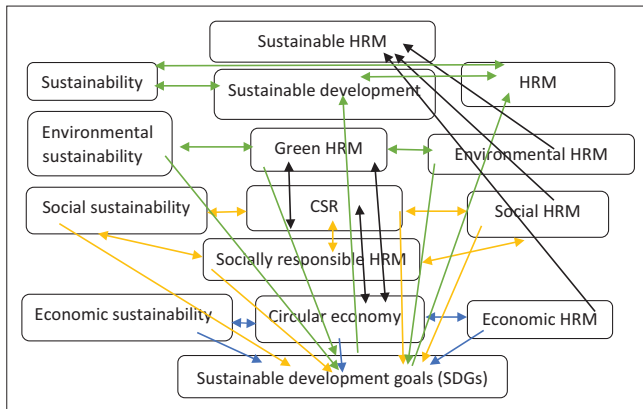 Sustainable HRM
Sustainability
HRM
Sustainable development
Environmental
sustainability
Green HRM
Environmental HRM
Social sustainability
CSR
Social HRM
Socially responsible HRM
Economic sustainability
Circular economy
Economic HRM
Sustainable development goals (SDGs)